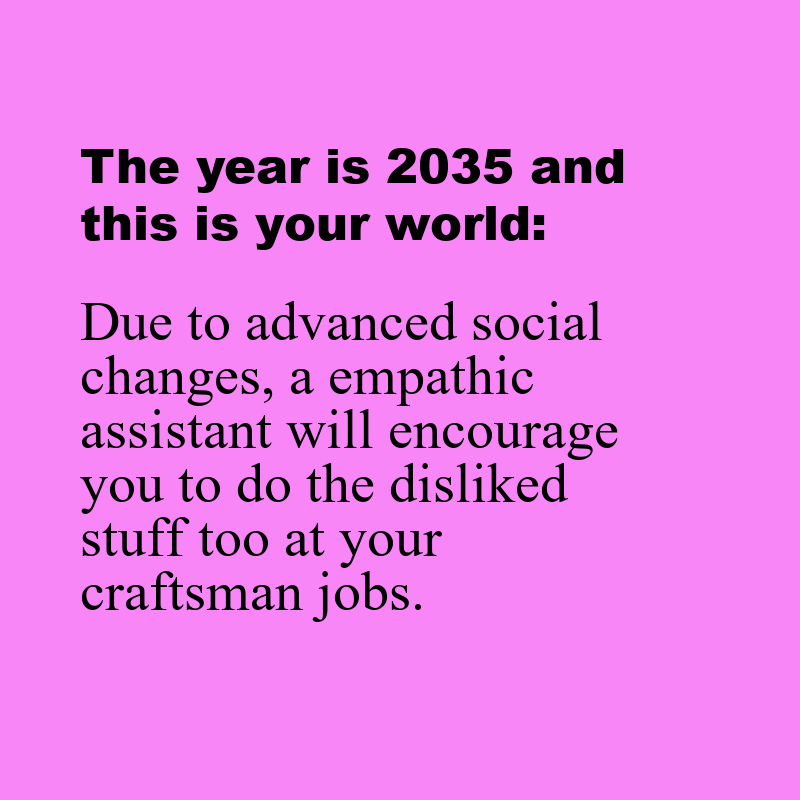 The year is 2035 and
this is your world:
Due to advanced social
changes, a empathic
assistant will encourage
you to do the disliked
stuff too at your
craftsman jobs.